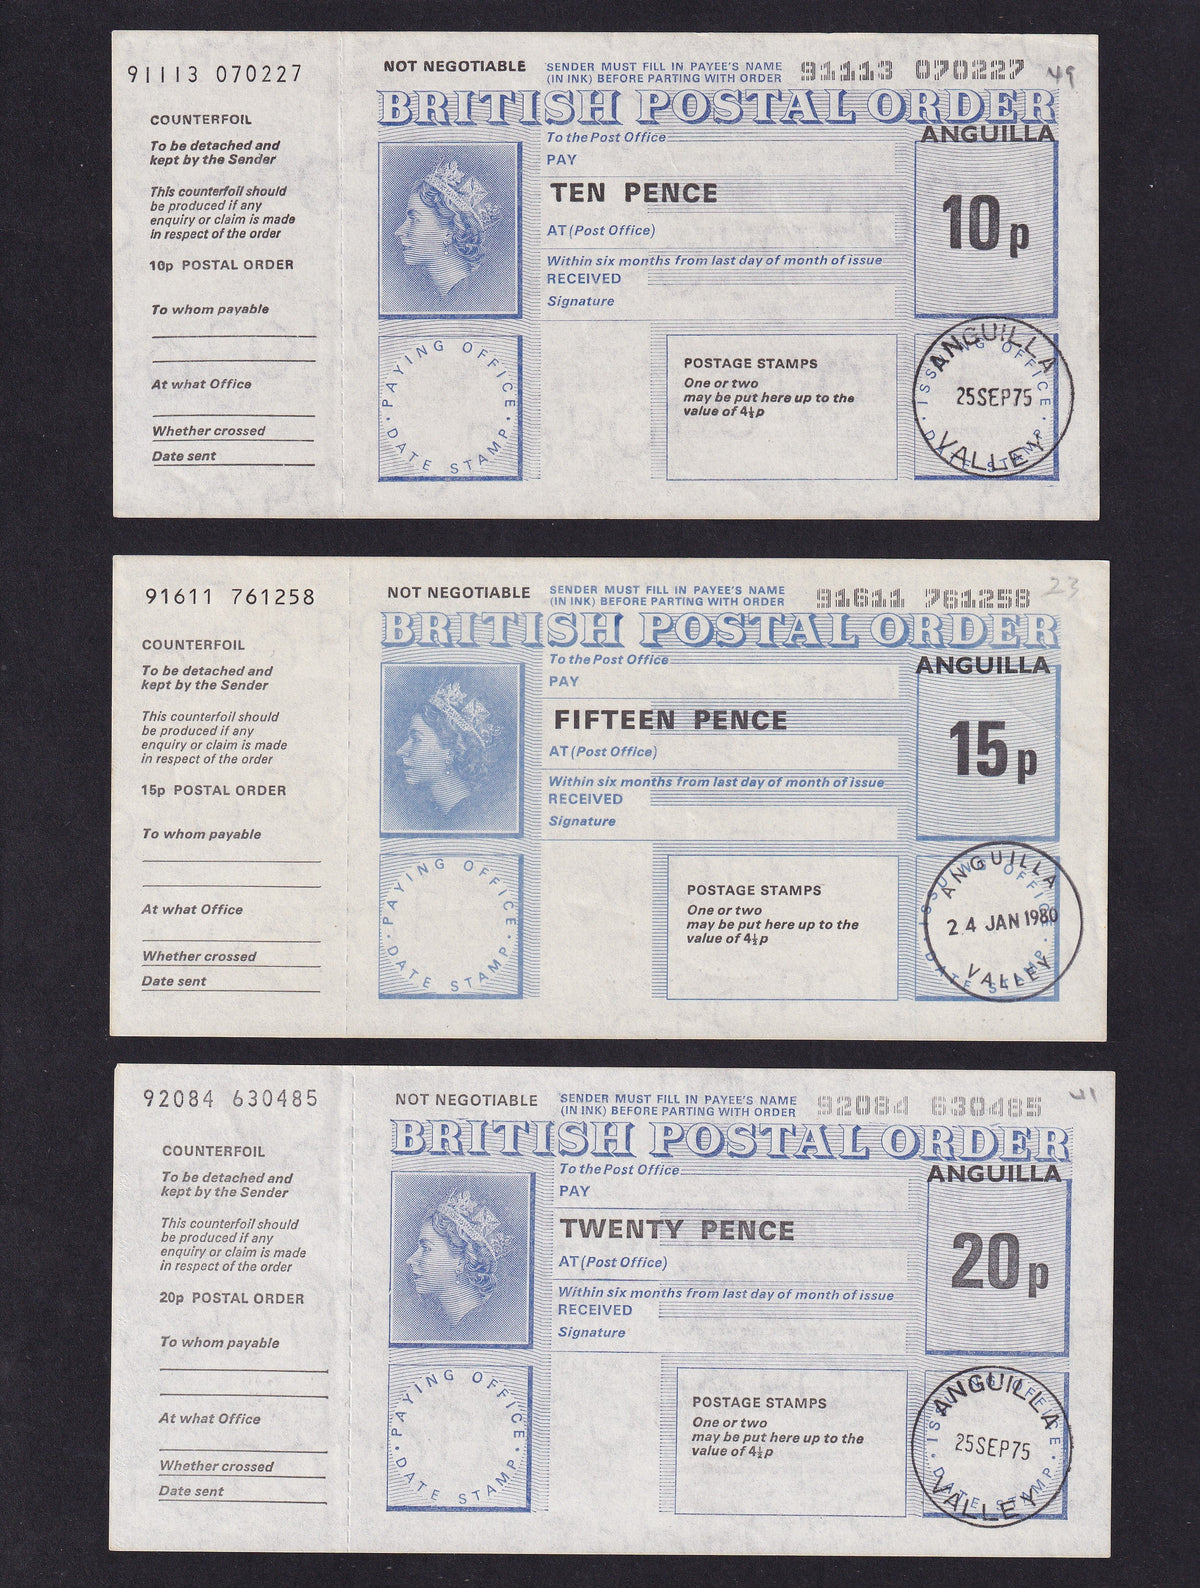 91113 070227
COUNTERFOIL
To be detached and
kept by the Sender
This counterfoil should
be produced if any
enquiry or claim is made
in respect of the order
10p POSTAL ORDER
To whom payable
At what Office
Whether crossed
Date sent
NOT NEGOTIABLE
SENDER MUST FILL IN PAYEE'S NAME
(IN INK) BEFORE PARTING WITH ORDER
91113 070227
49
BRITISH POSTAL ORDER
ANGUILLA
To the Post Office
PAY
TEN PENCE
10p
AT (Post Office)
Within six months from last day of month of issue
RECEIVED
Signature
PAYING OFFICE
DATE STAMP
POSTAGE STAMPS
One or two
may be put here up to the
value of 4½p
ISSUING OFFICE
DATE STAMP
ANGUILLA
25SEP75
VALLEY
91611 761258
COUNTERFOIL
To be detached and
kept by the Sender
This counterfoil should
be produced if any
enquiry or claim is made
in respect of the order
15p POSTAL ORDER
To whom payable
At what Office
Whether crossed
Date sent
NOT NEGOTIABLE
SENDER MUST FILL IN PAYEE'S NAME
(IN INK) BEFORE PARTING WITH ORDER
91611 761258
23
BRITISH POSTAL ORDER
ANGUILLA
To the Post Office
PAY
FIFTEEN PENCE
15p
AT (Post Office)
Within six months from last day of month of issue
RECEIVED
Signature
PAYING OFFICE
DATE STAMP
POSTAGE STAMPS
One or two
may be put here up to the
value of 4½p
ISSUING OFFICE
DATE STAMP
ANGUILLA
24 JAN 1980
VALLEY
92084 630485
COUNTERFOIL
To be detached and
kept by the Sender
This counterfoil should
be produced if any
enquiry or claim is made
in respect of the order
20p POSTAL ORDER
To whom payable
At what Office
Whether crossed
Date sent
NOT NEGOTIABLE
SENDER MUST FILL IN PAYEE'S NAME
(IN INK) BEFORE PARTING WITH ORDER
92084 630485
41
BRITISH POSTAL ORDER
ANGUILLA
To the Post Office
PAY
TWENTY PENCE
20p
AT (Post Office)
Within six months from last day of month of issue
RECEIVED
Signature
PAYING OFFICE
DATE STAMP
POSTAGE STAMPS
One or two
may be put here up to the
value of 4½p
ISSUING OFFICE
DATE STAMP
ANGUILLA
25SEP75
VALLEY